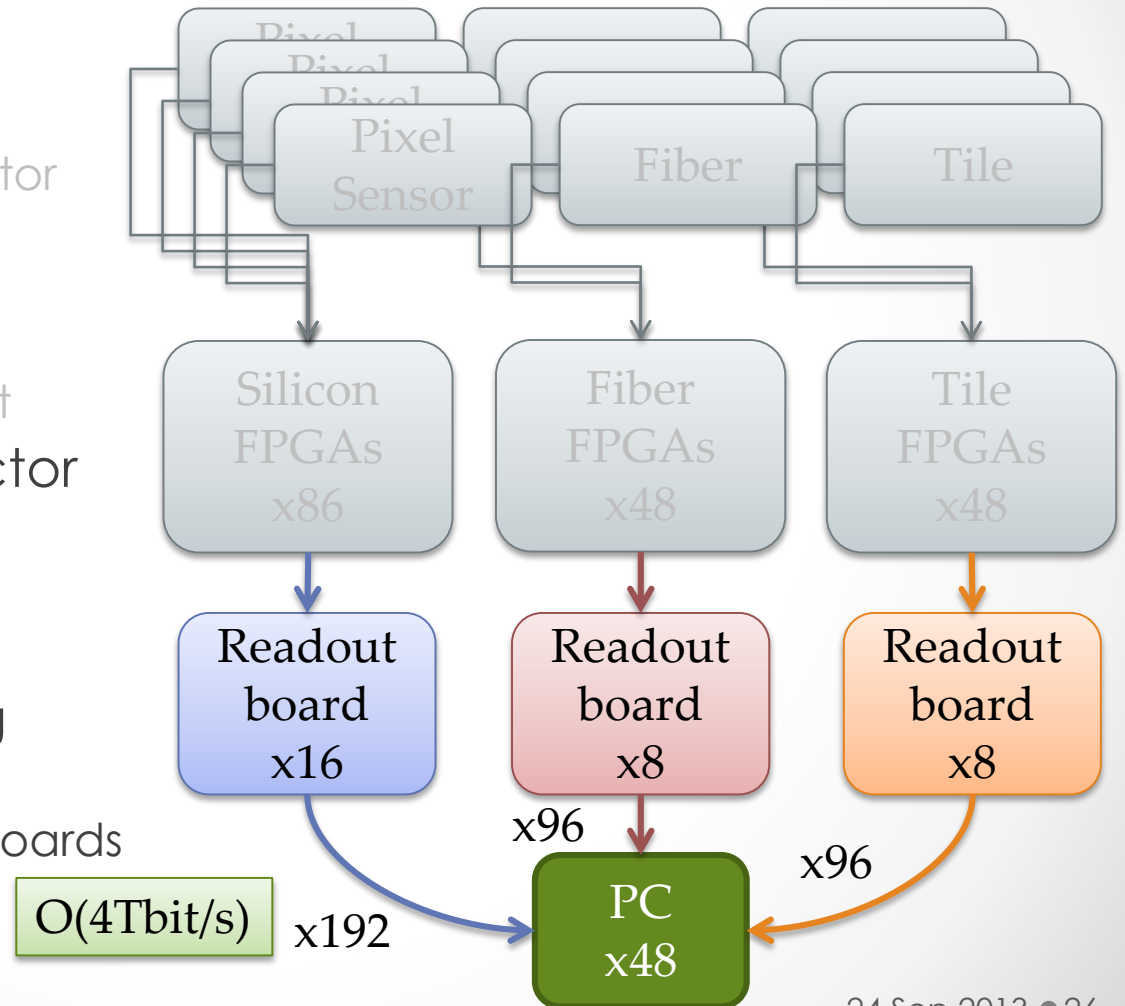 Pixel
Pixel
Pixel
Pixel
Sensor
Fiber
Tile
tor
Silicon
FPGAs
x86
Fiber
FPGAs
x48
Tile
FPGAs
x48
t
ctor
Readout
board
x16
Readout
board
x8
Readout
board
x8
g
oards
x96
x96
O(4Tbit/s)
x192
PC
x48